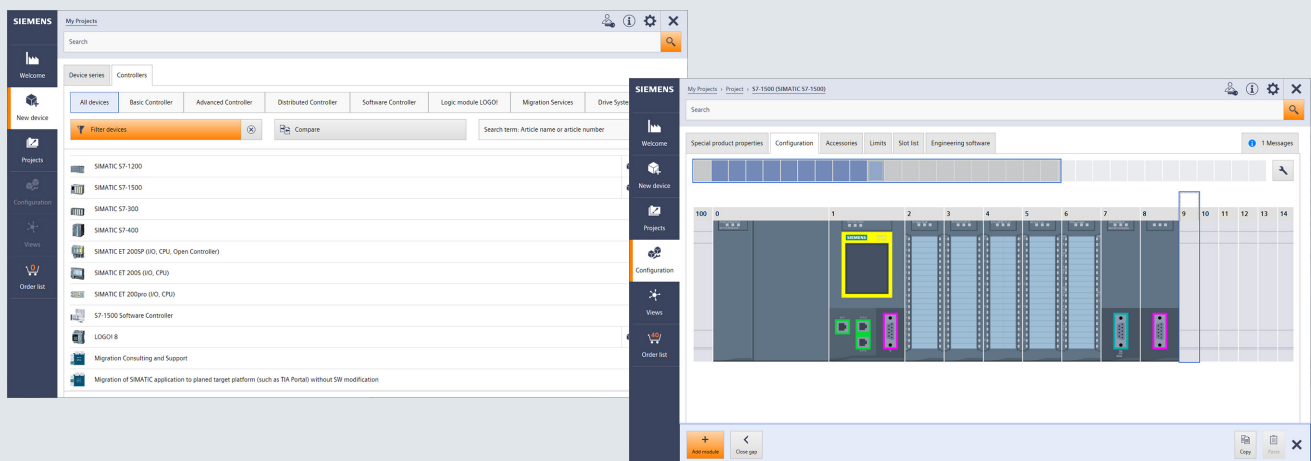 SIEMENS
My Projects
Search
Welcome
New device
Projects
Configuration
Views
0
Order list
Device series Controllers
All devices Basic Controller Advanced Controller Distributed Controller Software Controller Logic module LOGO! Migration Services Drive Syste
Filter devices Compare Search term: Article name or article number
SIMATIC S7-1200
SIMATIC S7-1500
SIMATIC S7-300
SIMATIC S7-400
SIMATIC ET 200SP (I/O, CPU, Open Controller)
SIMATIC ET 200S (I/O, CPU)
SIMATIC ET 200pro (I/O, CPU)
S7-1500 Software Controller
LOGO! 8
Migration Consulting and Support
Migration of SIMATIC application to planed target platform (such as TIA Portal) without SW modification
SIEMENS
My Projects › Project › S7-1500 (SIMATIC S7-1500)
Search
Welcome
New device
Projects
Configuration
Views
40
Order list
Special product properties Configuration Accessories Limits Slot list Engineering software 1 Messages
100 0 1 2 3 4 5 6 7 8 9 10 11 12 13 14
SIEMENS
Add module Close gap Copy Paste